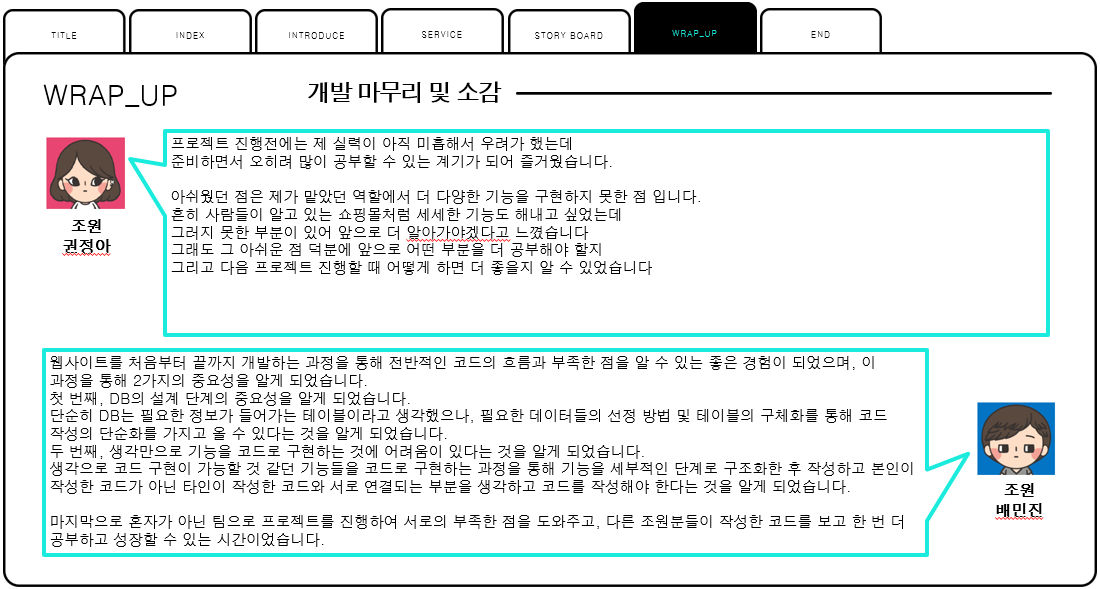 TITLE
INDEX
INTRODUCE
SERVICE
STORY BOARD
WRAP_UP
END
WRAP_UP
개발 마무리 및 소감
프로젝트 진행전에는 제 실력이 아직 미흡해서 우려가 했는데
준비하면서 오히려 많이 공부할 수 있는 계기가 되어 즐거웠습니다.
아쉬웠던 점은 제가 맡았던 역할에서 더 다양한 기능을 구현하지 못한 점 입니다.
흔히 사람들이 알고 있는 쇼핑몰처럼 세세한 기능도 해내고 싶었는데
그러지 못한 부분이 있어 앞으로 더 알아가야겠다고 느꼈습니다
그래도 그 아쉬운 점 덕분에 앞으로 어떤 부분을 더 공부해야 할지
그리고 다음 프로젝트 진행할 때 어떻게 하면 더 좋을지 알 수 있었습니다
조원
권정아
웹사이트를 처음부터 끝까지 개발하는 과정을 통해 전반적인 코드의 흐름과 부족한 점을 알 수 있는 좋은 경험이 되었으며, 이
과정을 통해 2가지의 중요성을 알게 되었습니다.
첫 번째, DB의 설계 단계의 중요성을 알게 되었습니다.
단순히 DB는 필요한 정보가 들어가는 테이블이라고 생각했으나, 필요한 데이터들의 선정 방법 및 테이블의 구체화를 통해 코드
작성의 단순화를 가지고 올 수 있다는 것을 알게 되었습니다.
두 번째, 생각만으로 기능을 코드로 구현하는 것에 어려움이 있다는 것을 알게 되었습니다.
생각으로 코드 구현이 가능할 것 같던 기능들을 코드로 구현하는 과정을 통해 기능을 세부적인 단계로 구조화한 후 작성하고 본인이
작성한 코드가 아닌 타인이 작성한 코드와 서로 연결되는 부분을 생각하고 코드를 작성해야 한다는 것을 알게 되었습니다.
마지막으로 혼자가 아닌 팀으로 프로젝트를 진행하여 서로의 부족한 점을 도와주고, 다른 조원분들이 작성한 코드를 보고 한 번 더
공부하고 성장할 수 있는 시간이었습니다.
조원
배민진